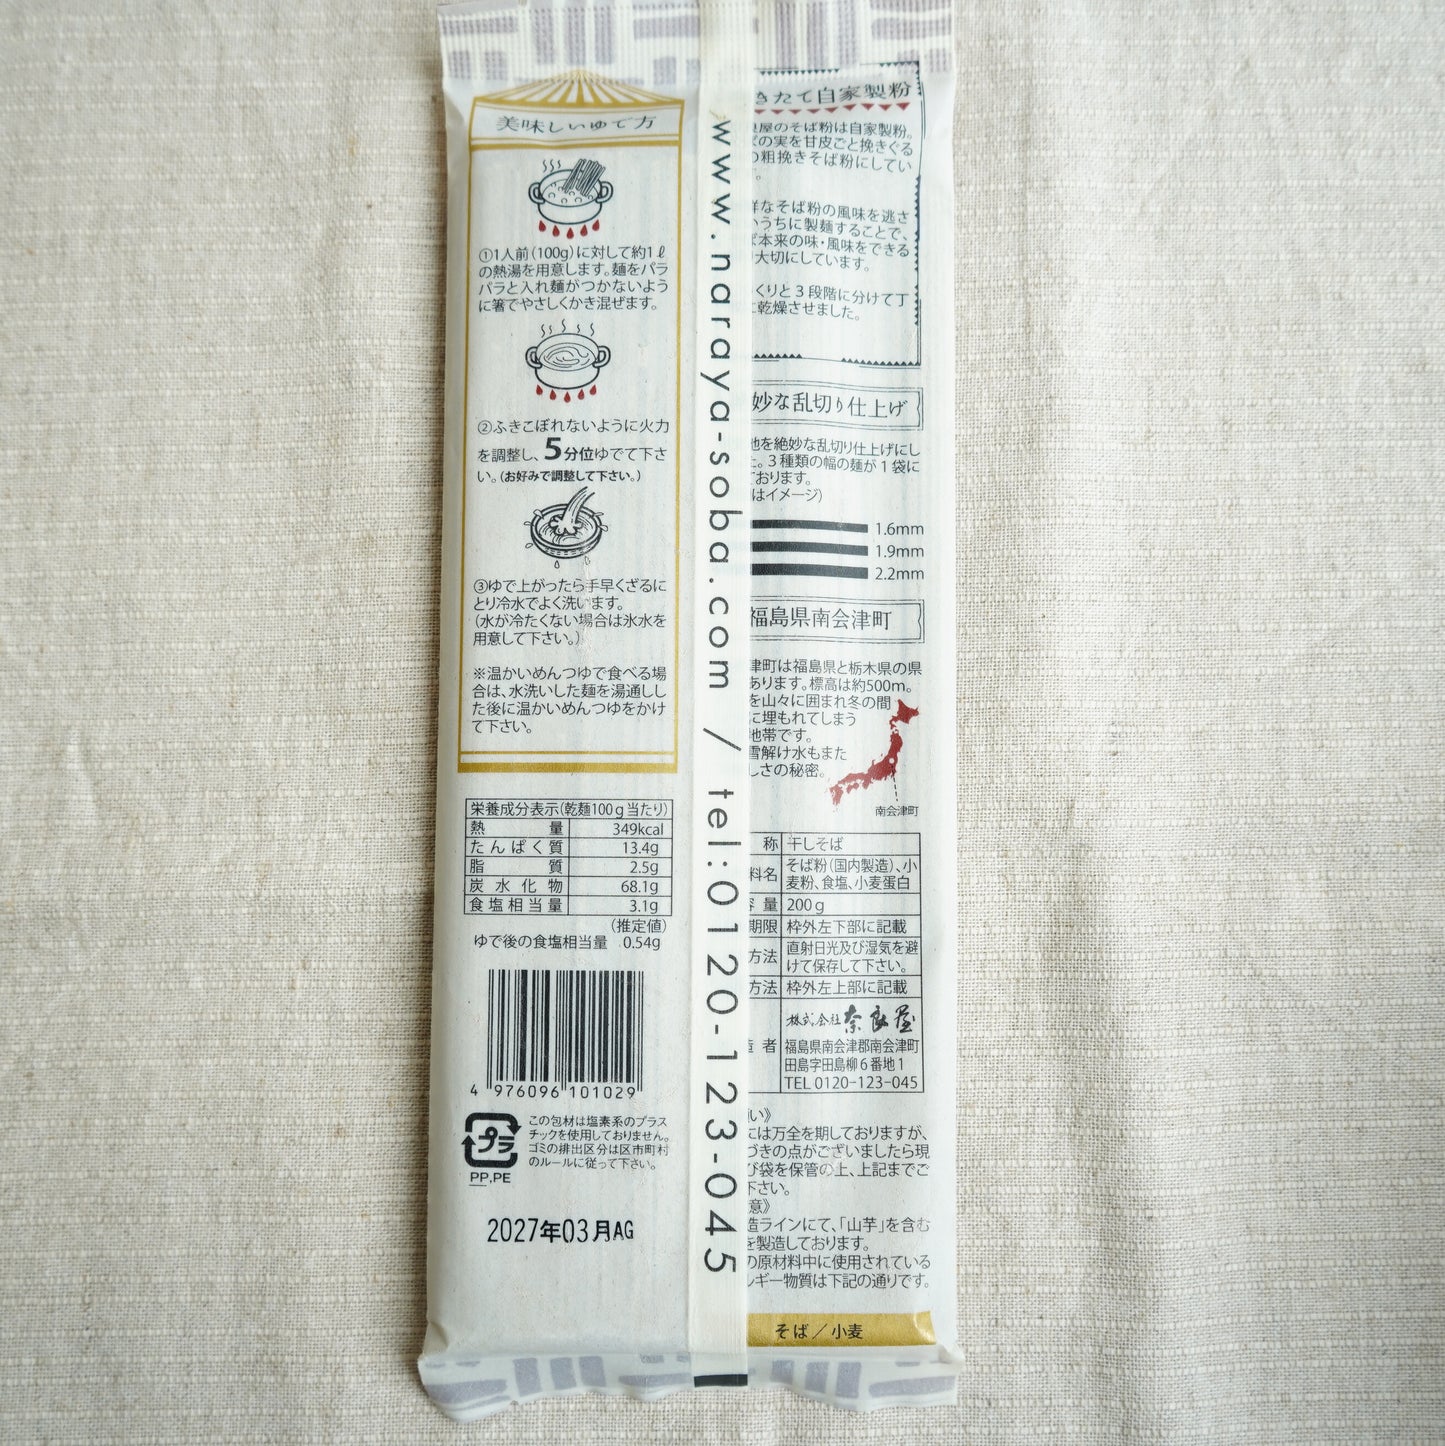 美味しいゆで方
①1人前(100g)に対して約1ℓ
の熱湯を用意します。麺をパラ
パラと入れ麺がつかないよう
に箸でやさしくかき混ぜます。
②ふきこぼれないように火力
を調整し、5分位ゆでて下さ
い。(お好みで調整して下さい。)
③ゆで上がったら手早くざるに
とり冷水でよく洗います。
(水が冷たくない場合は氷水を
用意して下さい。)
※温かいめんつゆで食べる場
合は、水洗いした麺を湯通しし
た後に温かいめんつゆをかけ
て下さい。
栄養成分表示(乾麺100g当たり)
熱量 349kcal
たんぱく質 13.4g
脂質 2.5g
炭水化物 68.1g
食塩相当量 3.1g
(推定値)
ゆで後の食塩相当量 0.54g
4 976096 101029
プラ
PP,PE
この包材は塩素系のプラス
チックを使用しておりません。
ゴミの排出区分は区市町村
のルールに従って下さい。
2027年03月AG
www.naraya-soba.com / tel:0120-123-045
きたて自家製粉
屋のそば粉は自家製粉。
の実を甘皮ごと挽きぐる
の粗挽きそば粉にしてい
。
なそば粉の風味を逃さ
いうちに製麺することで、
ば本来の味・風味をできる
り大切にしています。
くりと3段階に分けて丁
に乾燥させました。
妙な乱切り仕上げ
地を絶妙な乱切り仕上げにし
た。3種類の幅の麺が1袋に
ております。
はイメージ)
1.6mm
1.9mm
2.2mm
福島県南会津町
津町は福島県と栃木県の県
あります。標高は約500m。
を山々に囲まれ冬の間
に埋もれてしまう
地帯です。
雪解け水もまた
しさの秘密。
南会津町
称 干しそば
料名 そば粉(国内製造)、小
麦粉、食塩、小麦蛋白
容量 200g
期限 枠外左下部に記載
方法 直射日光及び湿気を避
けて保存して下さい。
方法 枠外左上部に記載
造者 株式会社 奈良屋
福島県南会津郡南会津町
田島字田島柳6番地1
TEL 0120-123-045
い》
には万全を期しておりますが、
づきの点がございましたら現
び袋を保管の上、上記までご
下さい。
意》
造ラインにて、「山芋」を含む
を製造しております。
の原材料中に使用されている
ルギー物質は下記の通りです。
そば/小麦